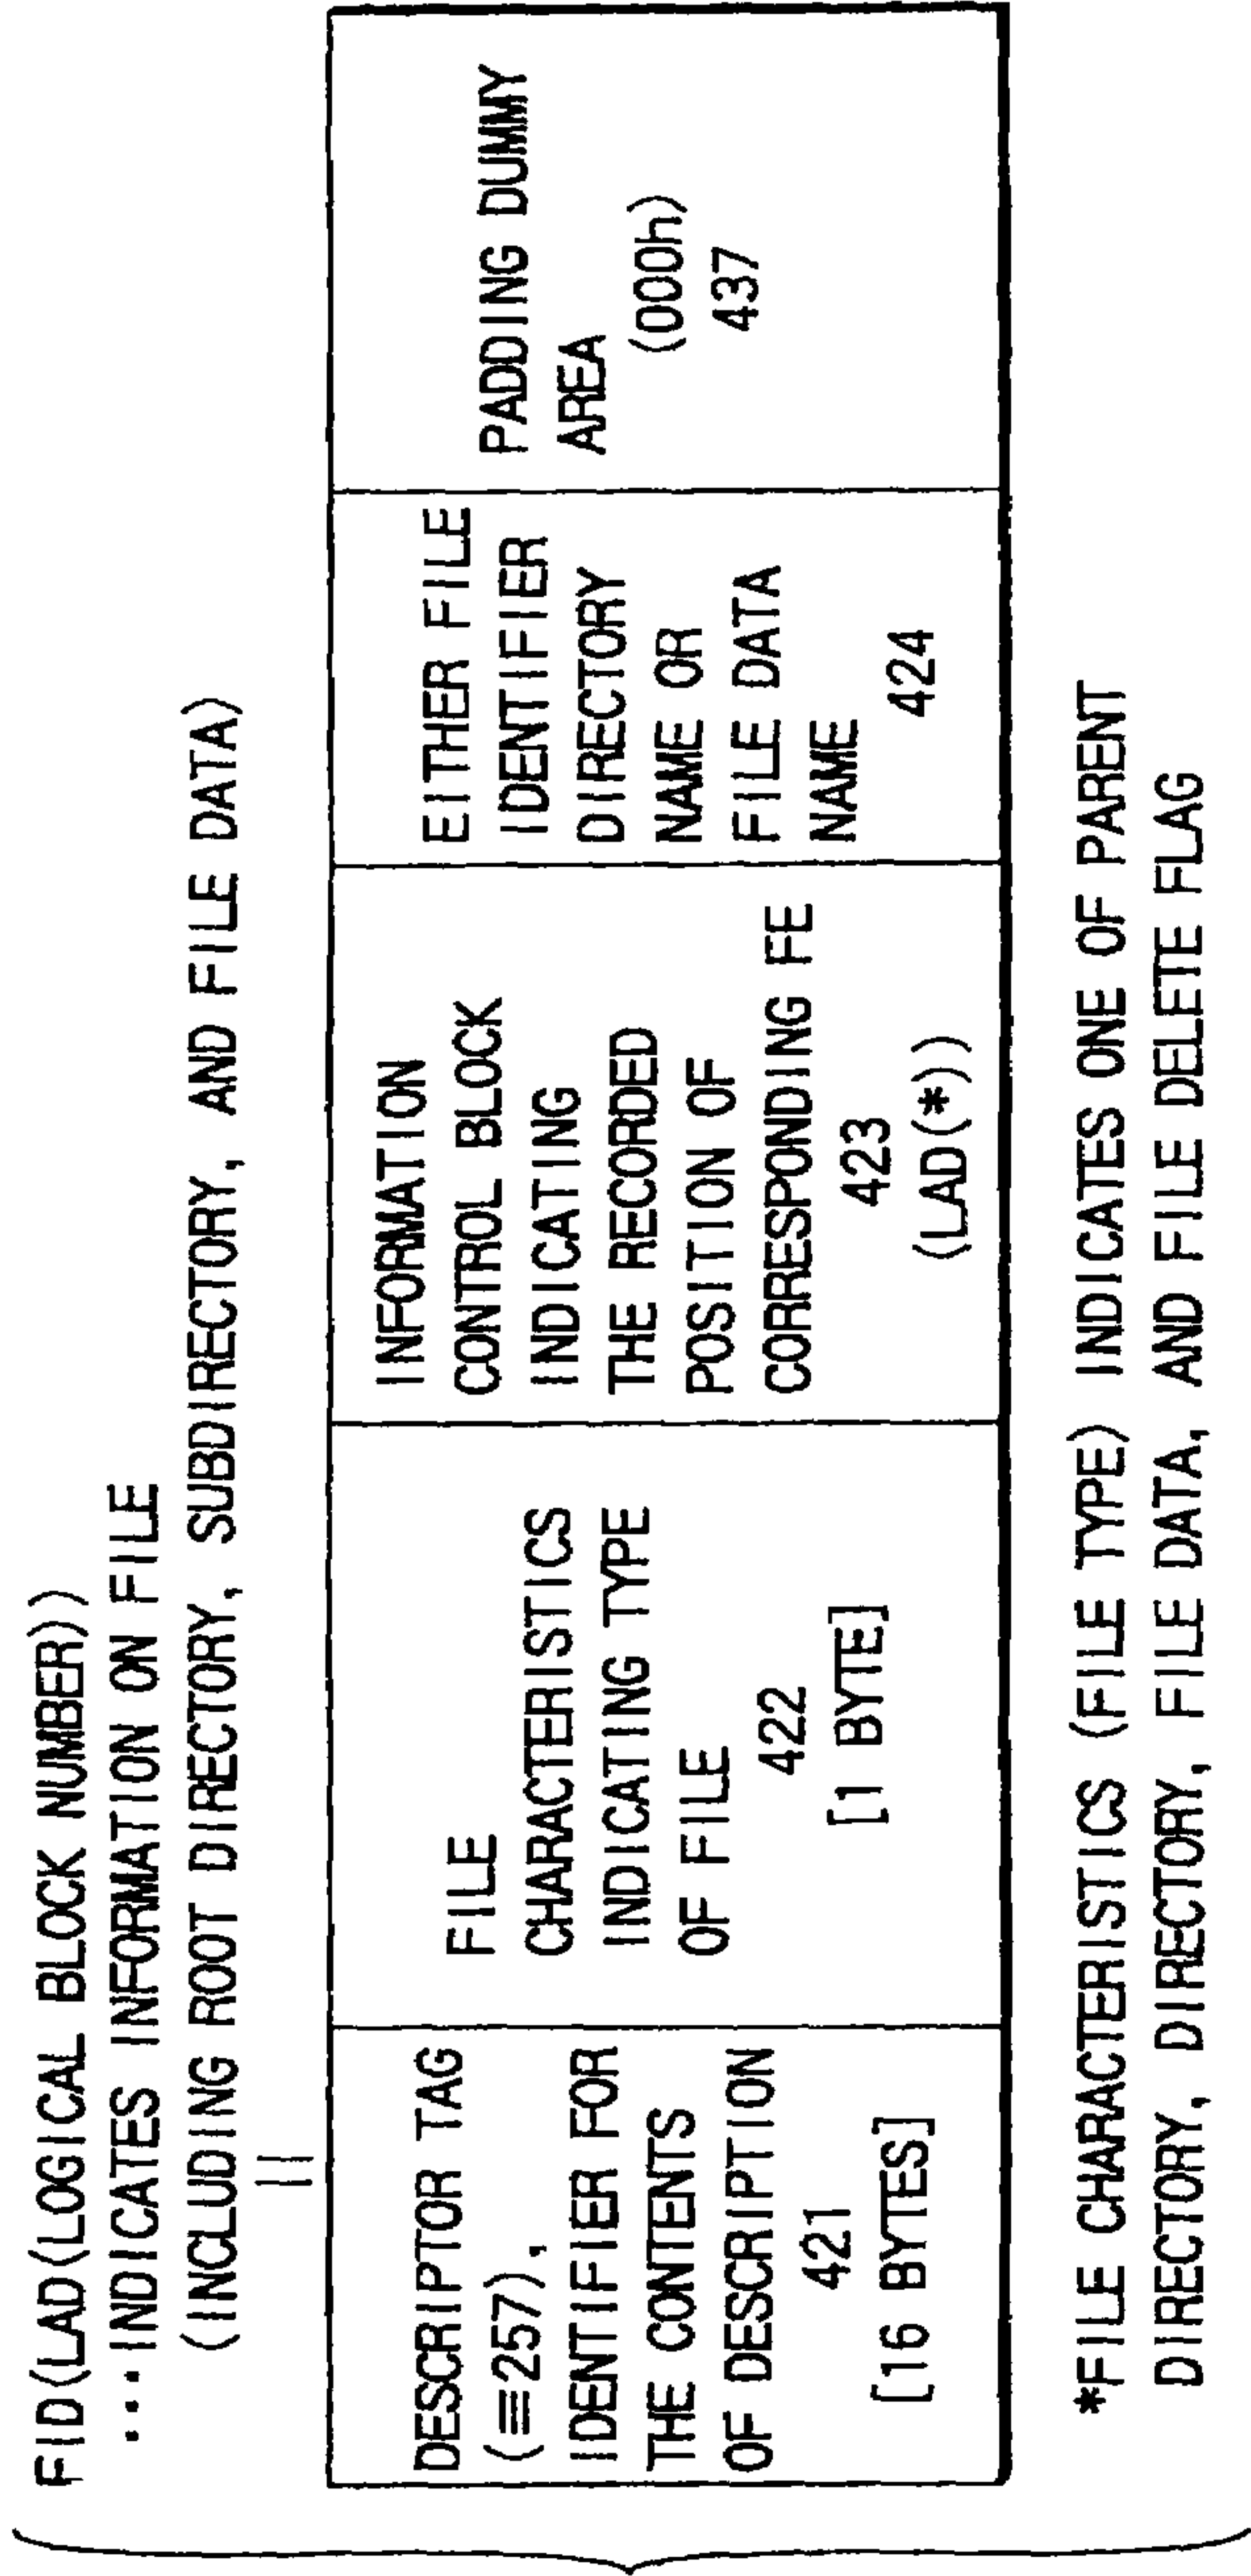 FID(LAD(LOGICAL BLOCK NUMBER))
...INDICATES INFORMATION ON FILE
(INCLUDING ROOT DIRECTORY, SUBDIRECTORY, AND FILE DATA)
||
DESCRIPTOR TAG
(≡257),
IDENTIFIER FOR
THE CONTENTS
OF DESCRIPTION
421
[16 BYTES]
FILE
CHARACTERISTICS
INDICATING TYPE
OF FILE
422
[1 BYTE]
INFORMATION
CONTROL BLOCK
INDICATING
THE RECORDED
POSITION OF
CORRESPONDING FE
423
(LAD(*))
EITHER FILE
IDENTIFIER
DIRECTORY
NAME OR
FILE DATA
NAME
424
PADDING DUMMY
AREA
(000h)
437
*FILE CHARACTERISTICS (FILE TYPE) INDICATES ONE OF PARENT
DIRECTORY, DIRECTORY, FILE DATA, AND FILE DELETE FLAG